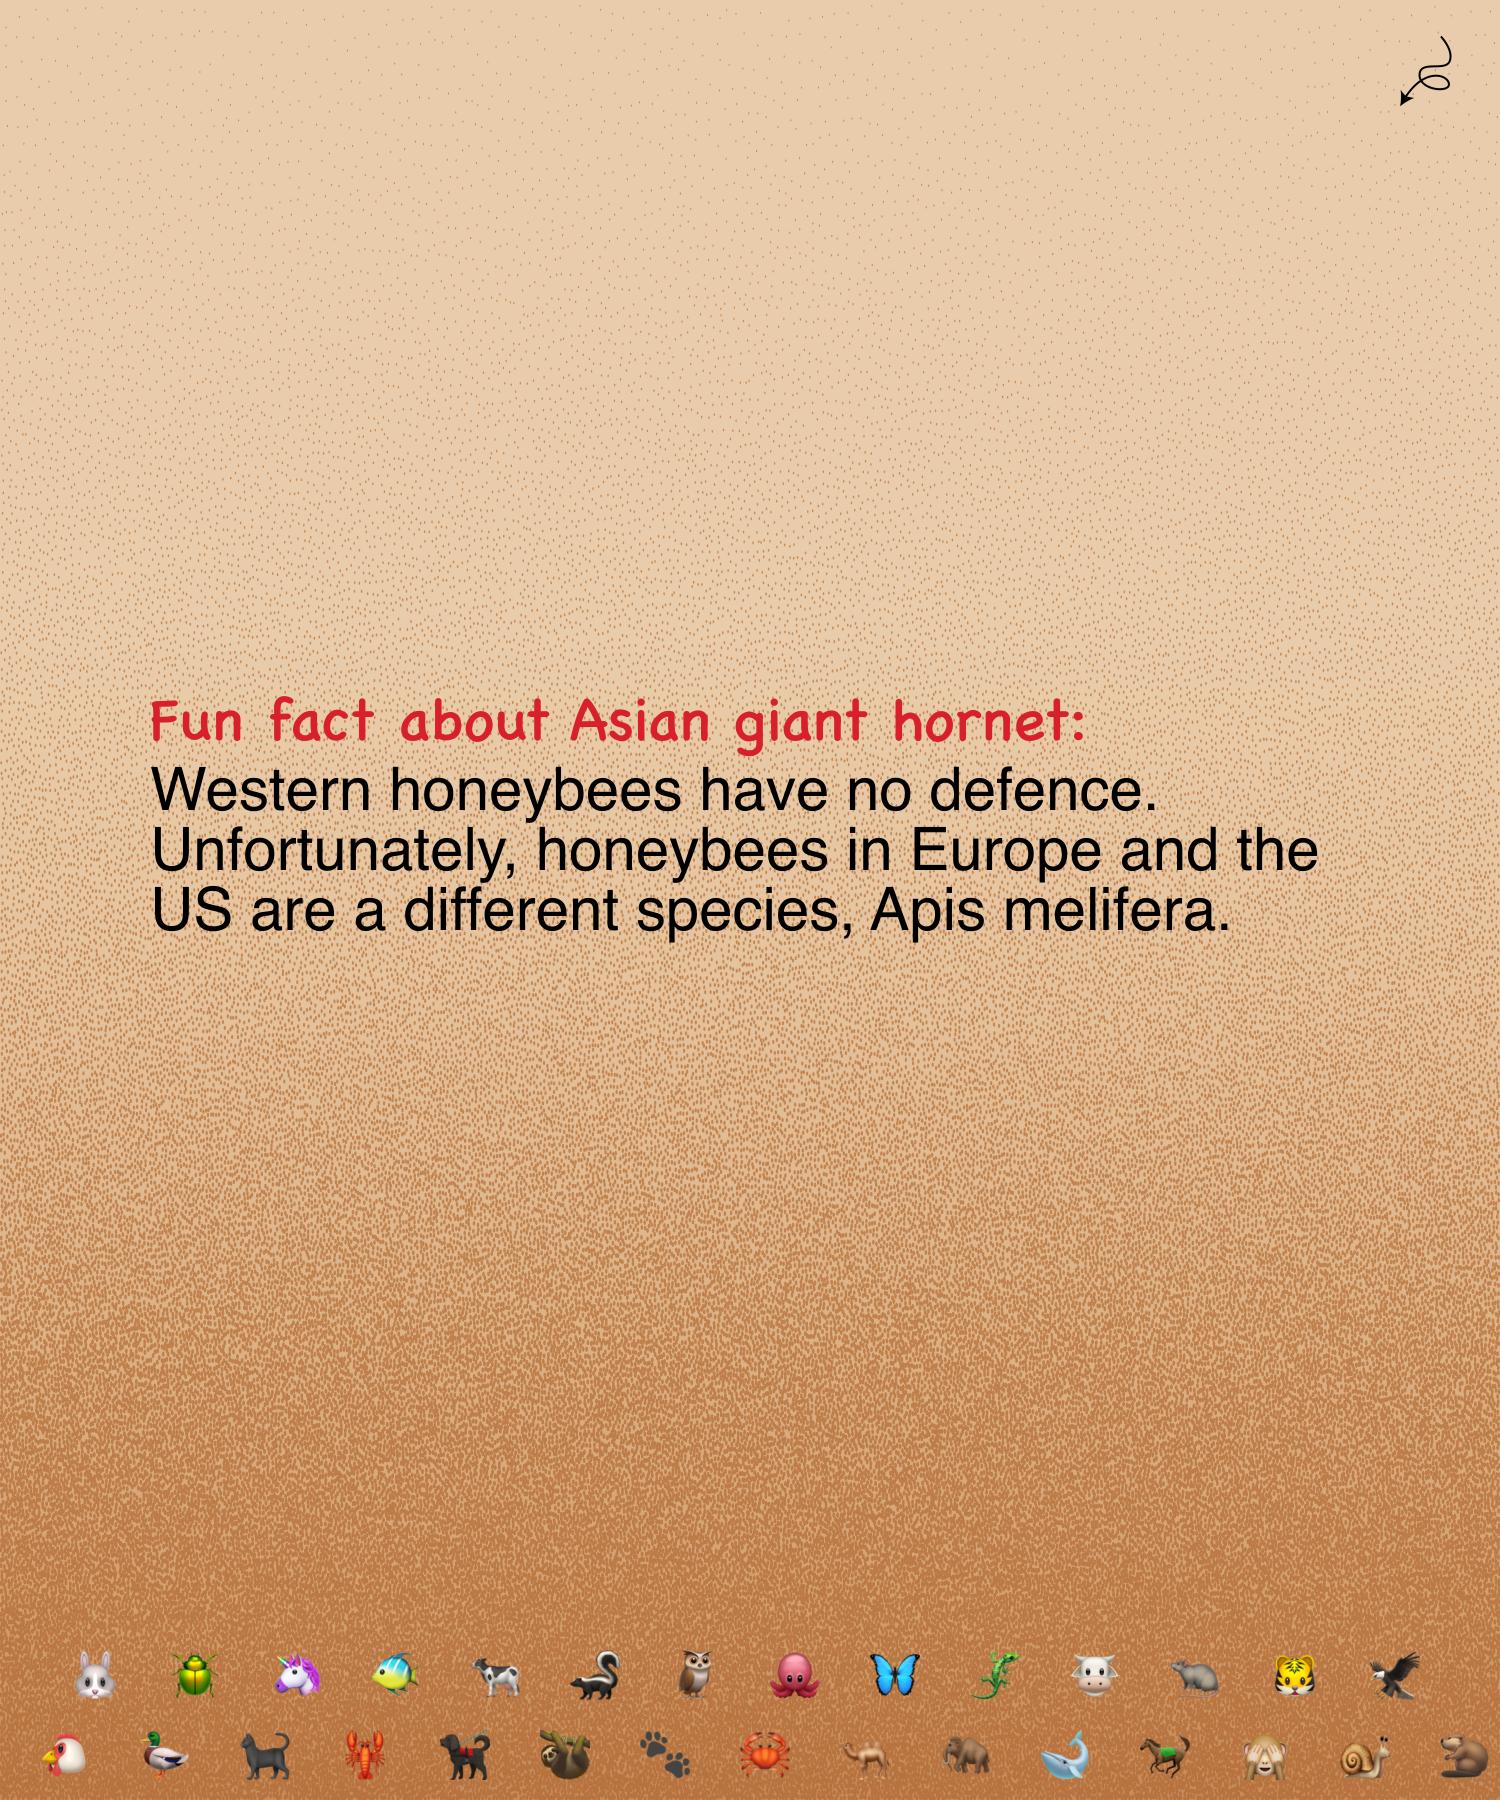 Fun fact about Asian giant hornet:
Western honeybees have no defence.
Unfortunately, honeybees in Europe and the
US are a different species, Apis melifera.